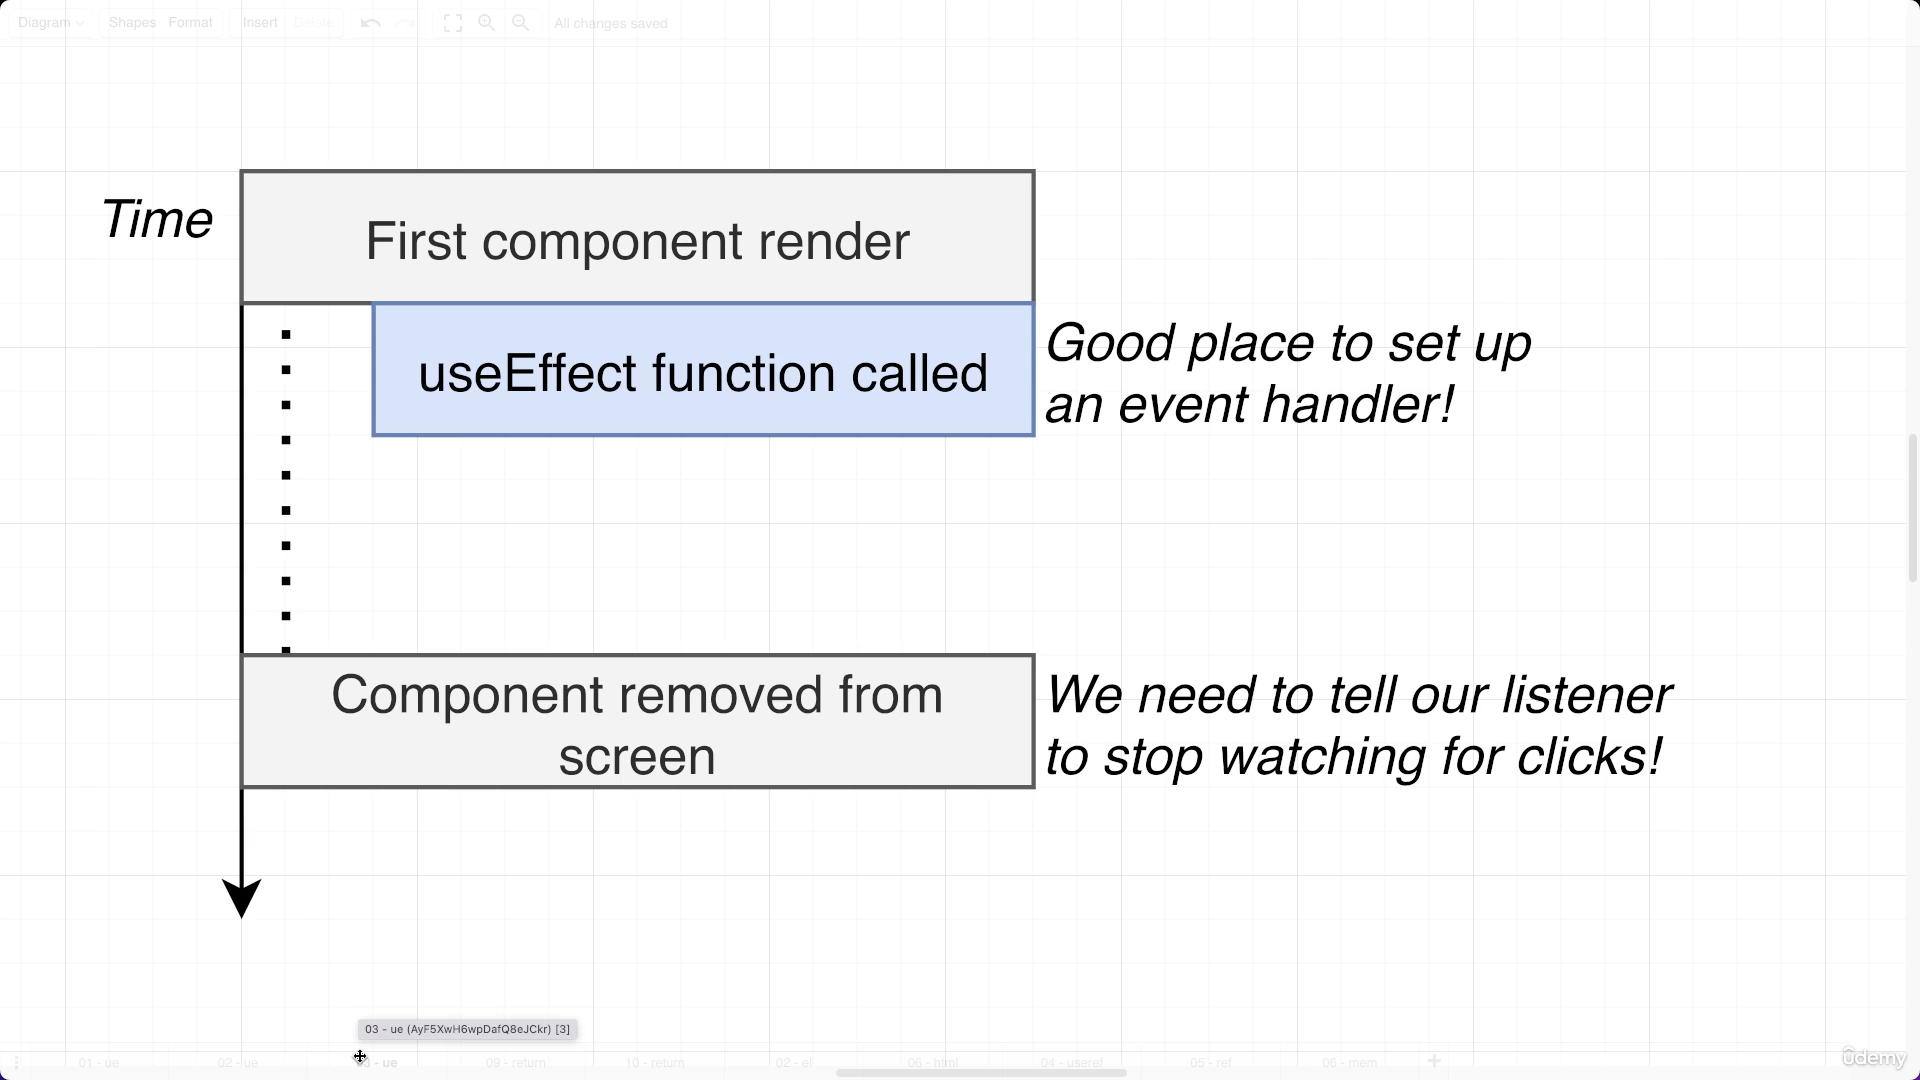 Diagram Shapes Format Insert Delete All changes saved
Time
First component render
useEffect function called
Good place to set up
an event handler!
Component removed from
screen
We need to tell our listener
to stop watching for clicks!
03 - ue (AyF5XwH6wpDafQ8eJCkr) [3]
01 - ue 02 - ue 03 - ue 09 - return 10 - return 02 - el 06 - html 04 - useref 05 - ref 06 - mem
ûdemy